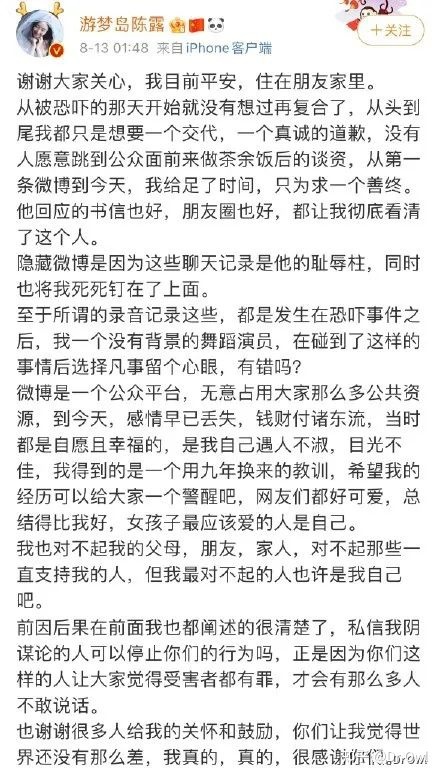 游梦岛陈露
8-13 01:48 来自iPhone客户端
+关注
谢谢大家关心，我目前平安，住在朋友家里。
从被恐吓的那天开始就没有想过再复合了，从头到
尾我都只是想要一个交代，一个真诚的道歉，没有
人愿意跳到公众面前来做茶余饭后的谈资，从第一
条微博到今天，我给足了时间，只为求一个善终。
他回应的书信也好，朋友圈也好，都让我彻底看清
了这个人。
隐藏微博是因为这些聊天记录是他的耻辱柱，同时
也将我死死钉在了上面。
至于所谓的录音记录这些，都是发生在恐吓事件之
后，我一个没有背景的舞蹈演员，在碰到了这样的
事情后选择凡事留个心眼，有错吗？
微博是一个公众平台，无意占用大家那么多公共资
源，到今天，感情早已丢失，钱财付诸东流，当时
都是自愿且幸福的，是我自己遇人不淑，目光不
佳，我得到的是一个用九年换来的教训，希望我的
经历可以给大家一个警醒吧，网友们都好可爱，总
结得比我好，女孩子最应该爱的人是自己。
我也对不起我的父母，朋友，家人，对不起那些一
直支持我的人，但我最对不起的人也许是我自己
吧。
前因后果在前面我也都阐述的很清楚了，私信我阴
谋论的人可以停止你们的行为吗，正是因为你们这
样的人让大家觉得受害者都有罪，才会有那么多人
不敢说话。
也谢谢很多人给我的关怀和鼓励，你们让我觉得世
界还没有那么差，我真的，真的，很感谢你们